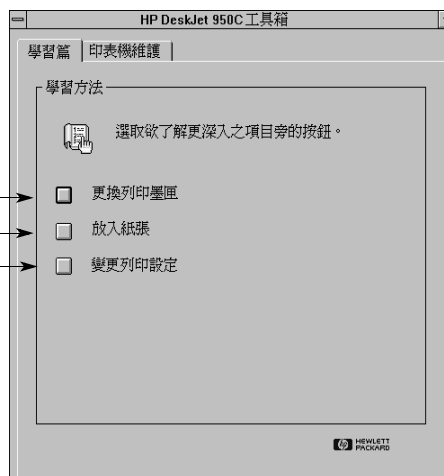 HP DeskJet 950C 工具箱
學習篇 印表機維護
學習方法
選取欲了解更深入之項目旁的按鈕。
更換列印墨匣
放入紙張
變更列印設定
hp HEWLETT
PACKARD